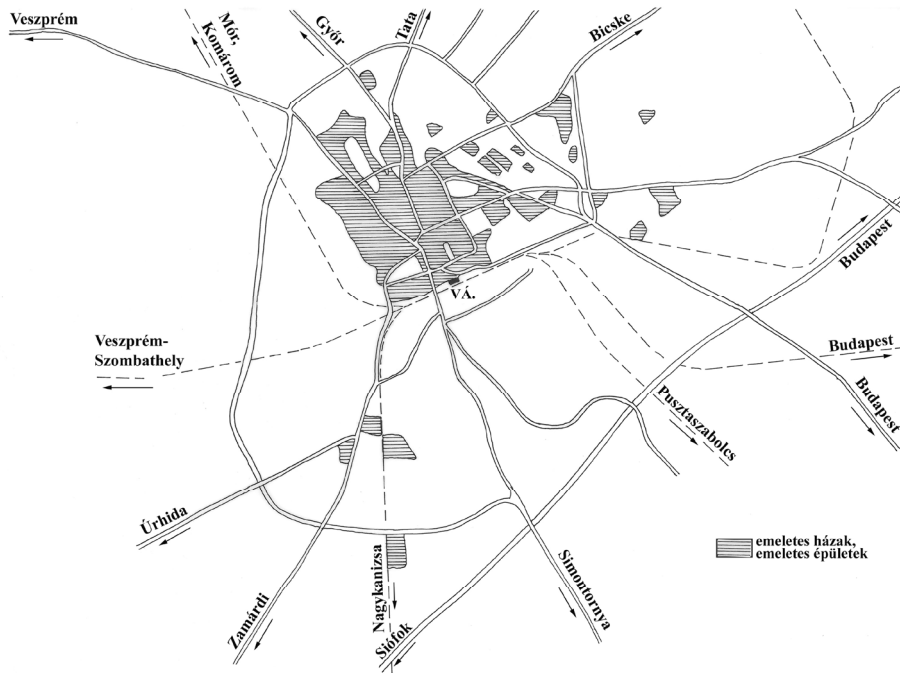 Veszprém
Mór,
Komárom
Győr
Tata
Bicske
Budapest
VÁ.
Veszprém-
Szombathely
Budapest
Budapest
Pusztaszabolcs
Úrhida
Zamárdi
Nagykanizsa
Siófok
Simontornya
emeletes házak,
emeletes épületek